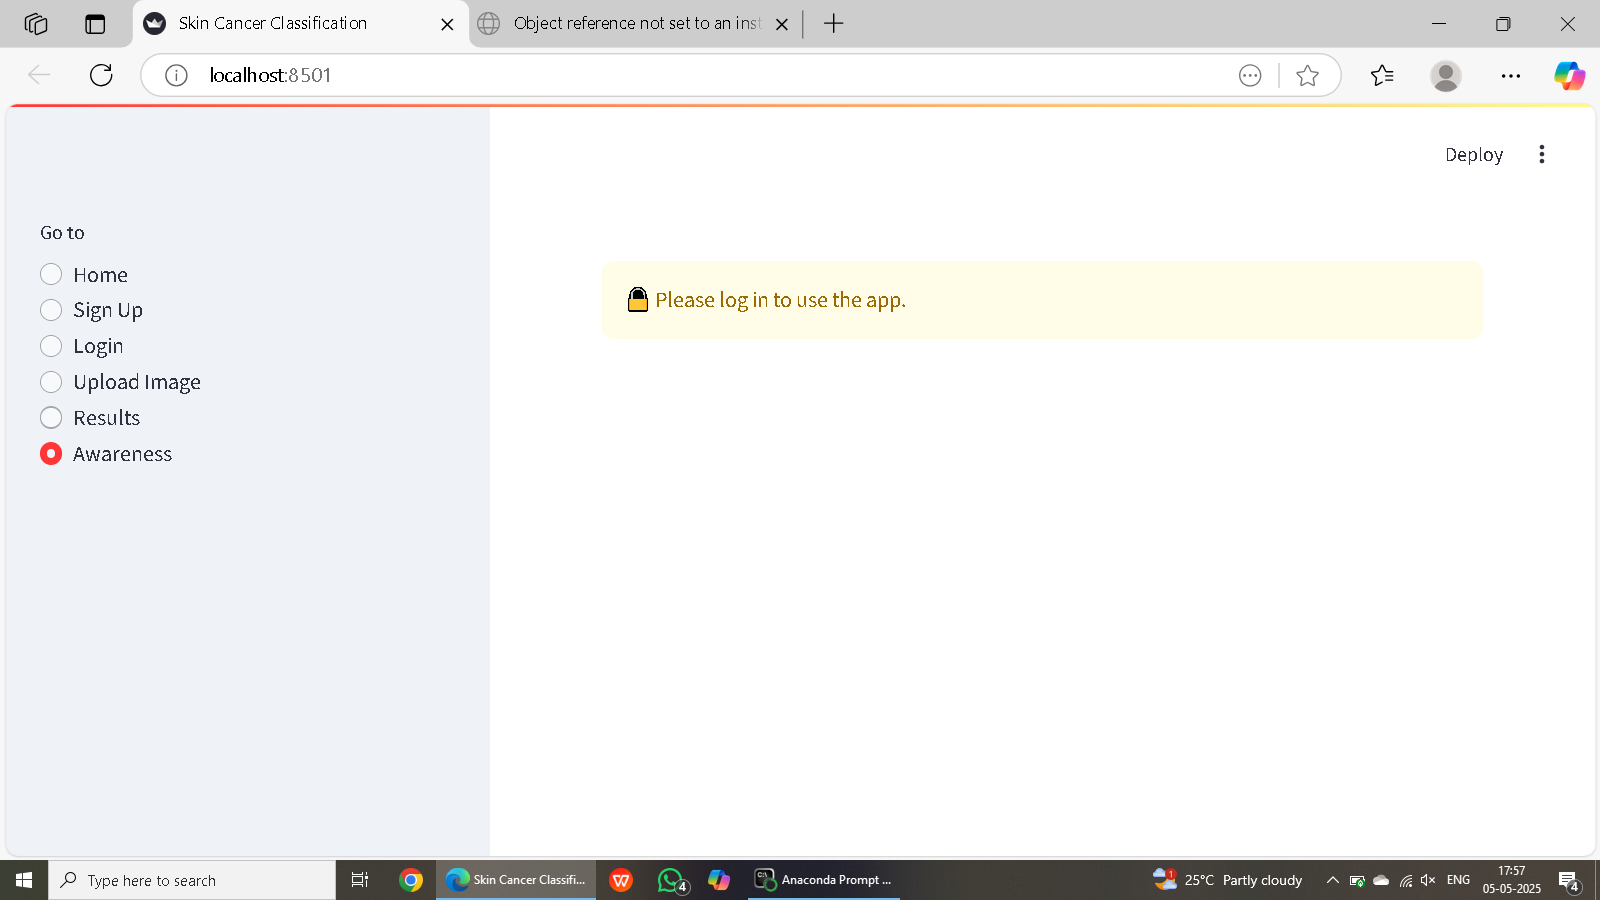 Skin Cancer Classification
Object reference not set to an inst
localhost:8501
Deploy
Go to
Home
Sign Up
Login
Upload Image
Results
Awareness
Please log in to use the app.
Type here to search
Skin Cancer Classifi...
4
Anaconda Prompt ...
1
25°C Partly cloudy
ENG
17:57
05-05-2025
4